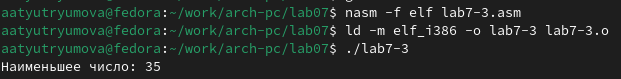 aatyutryumova@fedora:~/work/arch-pc/lab07$ nasm -f elf lab7-3.asm
aatyutryumova@fedora:~/work/arch-pc/lab07$ ld -m elf_i386 -o lab7-3 lab7-3.o
aatyutryumova@fedora:~/work/arch-pc/lab07$ ./lab7-3
Наименьшее число: 35